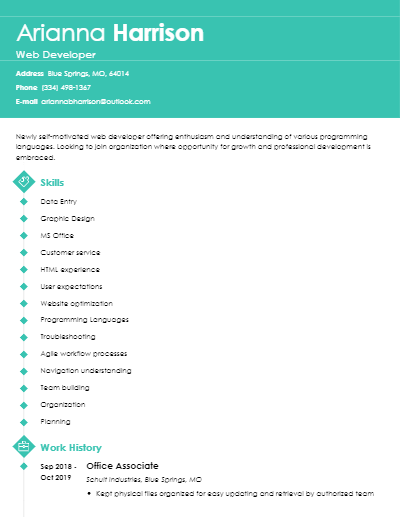 Arianna Harrison
Web Developer
Address Blue Springs, MO, 64014
Phone (334) 498-1367
E-mail ariannabharrison@outlook.com
Newly self-motivated web developer offering enthusiasm and understanding of various programming
languages. Looking to join organization where opportunity for growth and professional development is
embraced.
Skills
Data Entry
Graphic Design
MS Office
Customer service
HTML experience
User expectations
Website optimization
Programming Languages
Troubleshooting
Agile workflow processes
Navigation understanding
Team building
Organization
Planning
Work History
Sep 2018 - Office Associate
Oct 2019 Schult Industries, Blue Springs, MO
• Kept physical files organized for easy updating and retrieval by authorized team